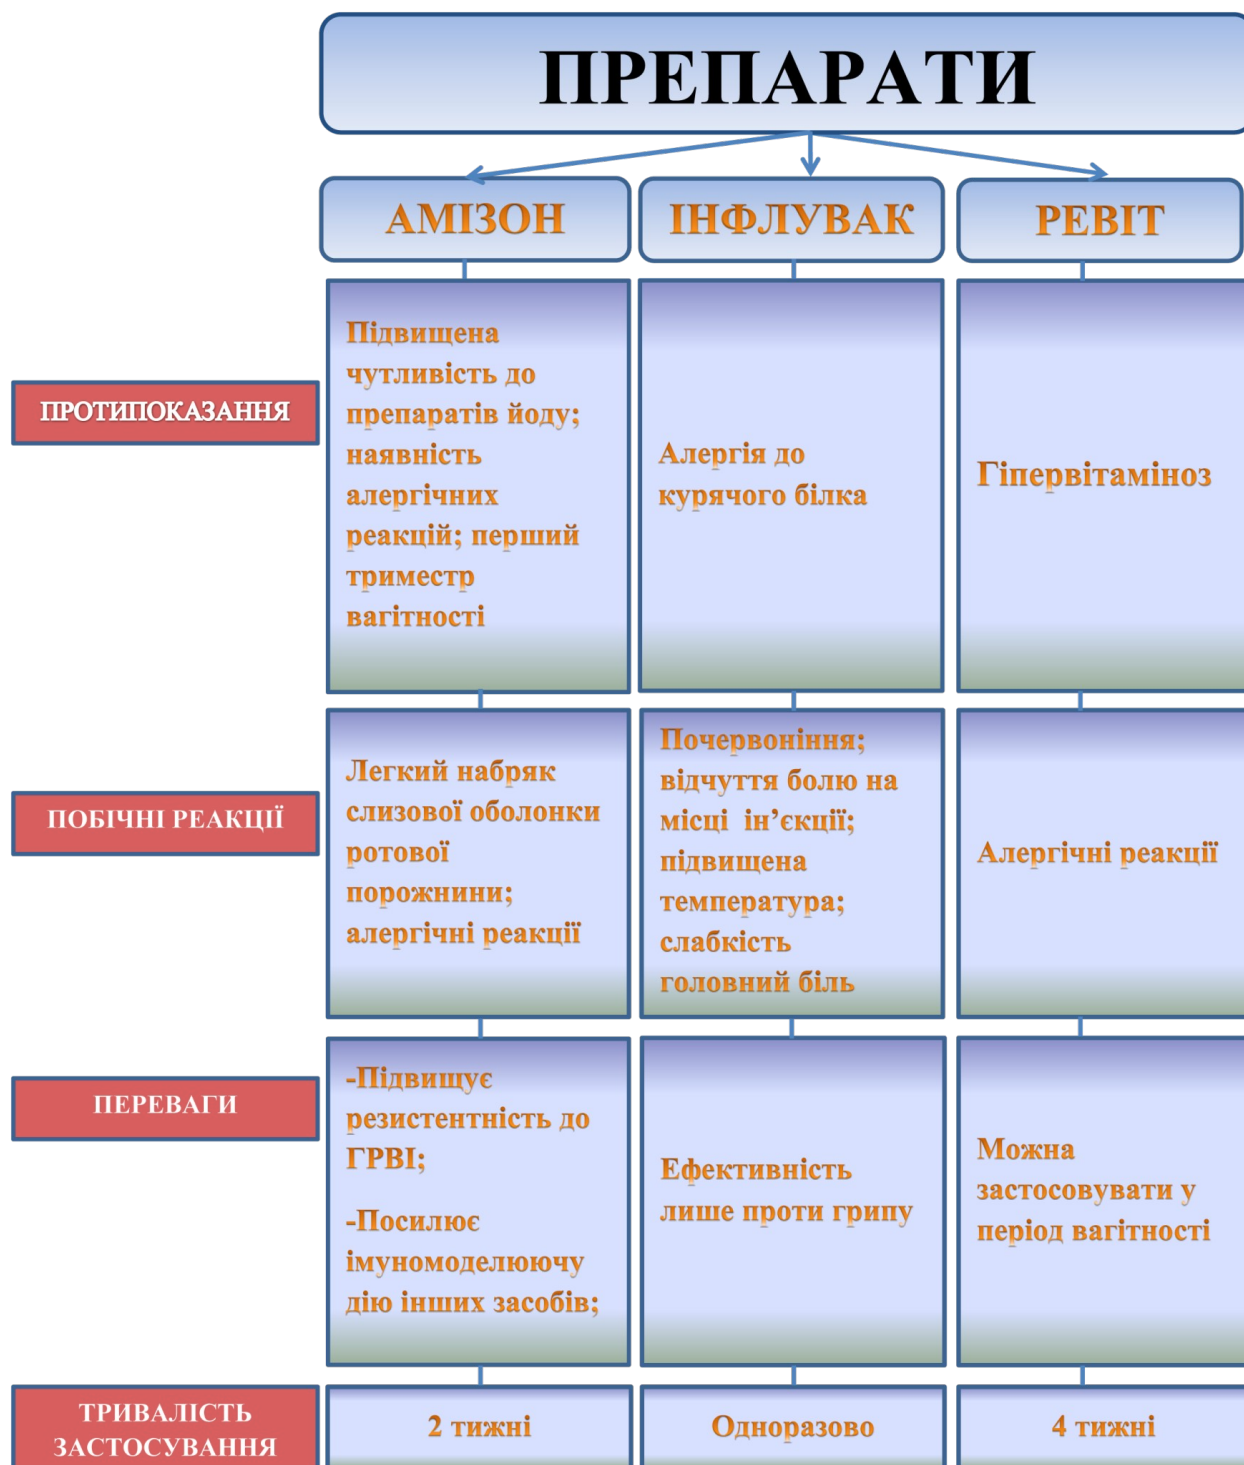 ПРЕПАРАТИ
АМІЗОН
ІНФЛУВАК
РЕВІТ
ПРОТИПОКАЗАННЯ
Підвищена
чутливість до
препаратів йоду;
наявність
алергічних
реакцій; перший
триместр
вагітності
Алергія до
курячого білка
Гіпервітаміноз
ПОБІЧНІ РЕАКЦІЇ
Легкий набряк
слизової оболонки
ротової
порожнини;
алергічні реакції
Почервоніння;
відчуття болю на
місці ін’єкції;
підвищена
температура;
слабкість
головний біль
Алергічні реакції
ПЕРЕВАГИ
-Підвищує
резистентність до
ГРВІ;
-Посилює
імуномоделюючу
дію інших засобів;
Ефективність
лише проти грипу
Можна
застосовувати у
період вагітності
ТРИВАЛІСТЬ
ЗАСТОСУВАННЯ
2 тижні
Одноразово
4 тижні